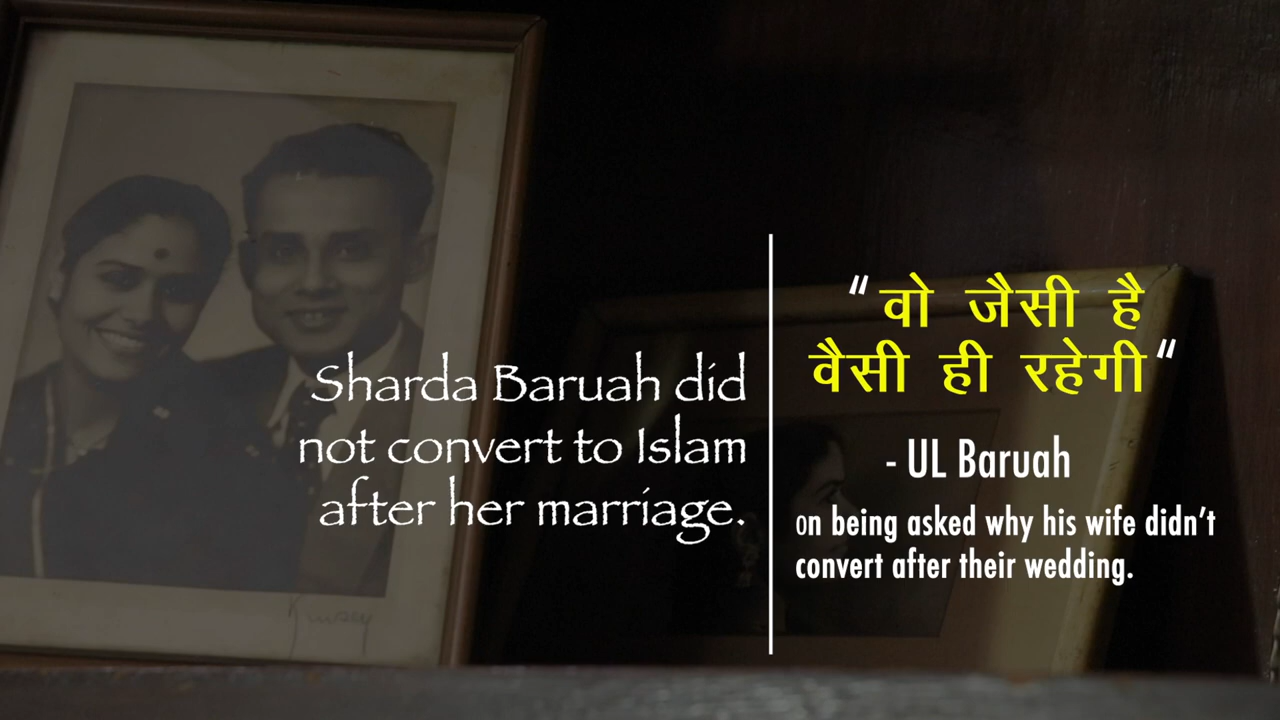 Sharda Baruah did
not convert to Islam
after her marriage.
“ वो जैसी है
वैसी ही रहेगी “
- UL Baruah
on being asked why his wife didn’t
convert after their wedding.